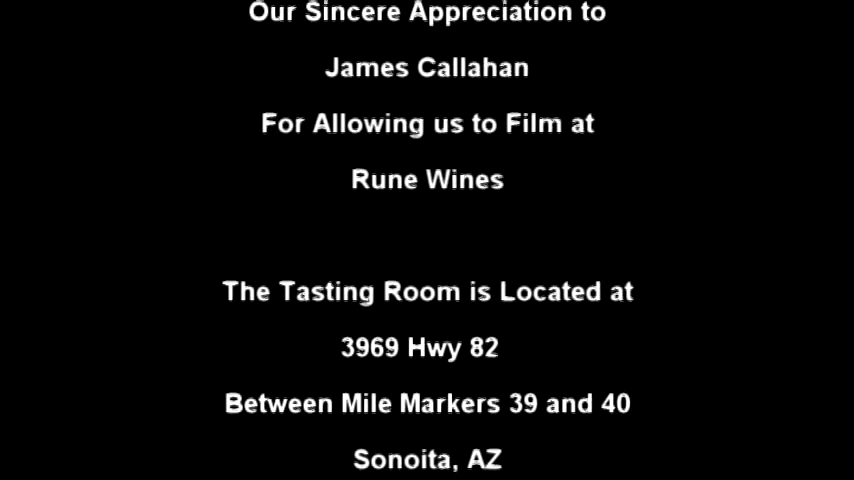 Our Sincere Appreciation to
James Callahan
For Allowing us to Film at
Rune Wines
The Tasting Room is Located at
3969 Hwy 82
Between Mile Markers 39 and 40
Sonoita, AZ